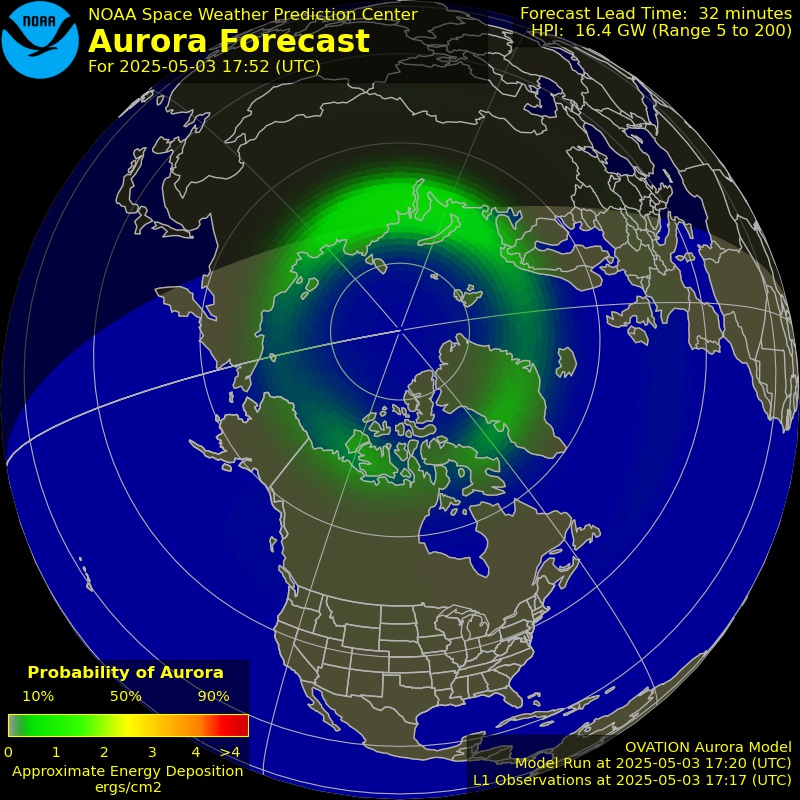 NOAA
NOAA Space Weather Prediction Center
Aurora Forecast
For 2025-05-03 17:52 (UTC)
Forecast Lead Time:  32 minutes
HPI:  16.4 GW (Range 5 to 200)
Probability of Aurora
10% 50% 90%
0 1 2 3 4 >4
Approximate Energy Deposition
ergs/cm2
OVATION Aurora Model
Model Run at 2025-05-03 17:20 (UTC)
L1 Observations at 2025-05-03 17:17 (UTC)